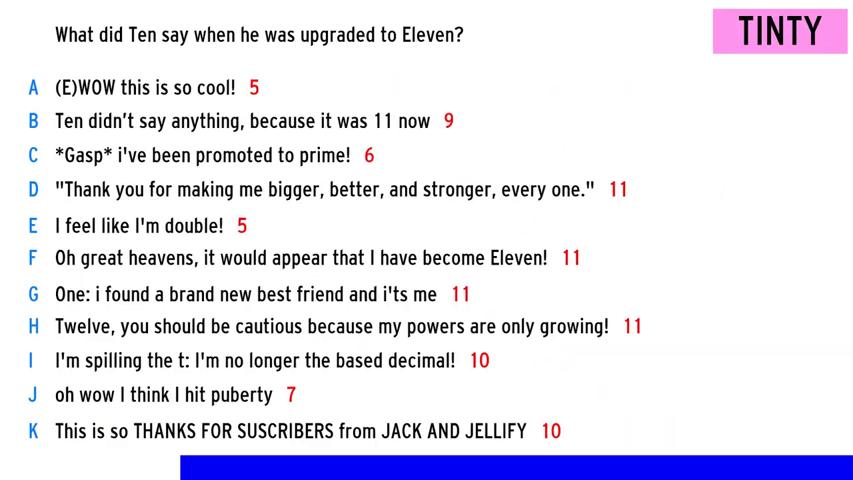 What did Ten say when he was upgraded to Eleven?
TINTY
A (E)WOW this is so cool! 5
B Ten didn't say anything, because it was 11 now 9
C *Gasp* i've been promoted to prime! 6
D "Thank you for making me bigger, better, and stronger, every one." 11
E I feel like I'm double! 5
F Oh great heavens, it would appear that I have become Eleven! 11
G One: i found a brand new best friend and i'ts me 11
H Twelve, you should be cautious because my powers are only growing! 11
I I'm spilling the t: I'm no longer the based decimal! 10
J oh wow I think I hit puberty 7
K This is so THANKS FOR SUSCRIBERS from JACK AND JELLIFY 10